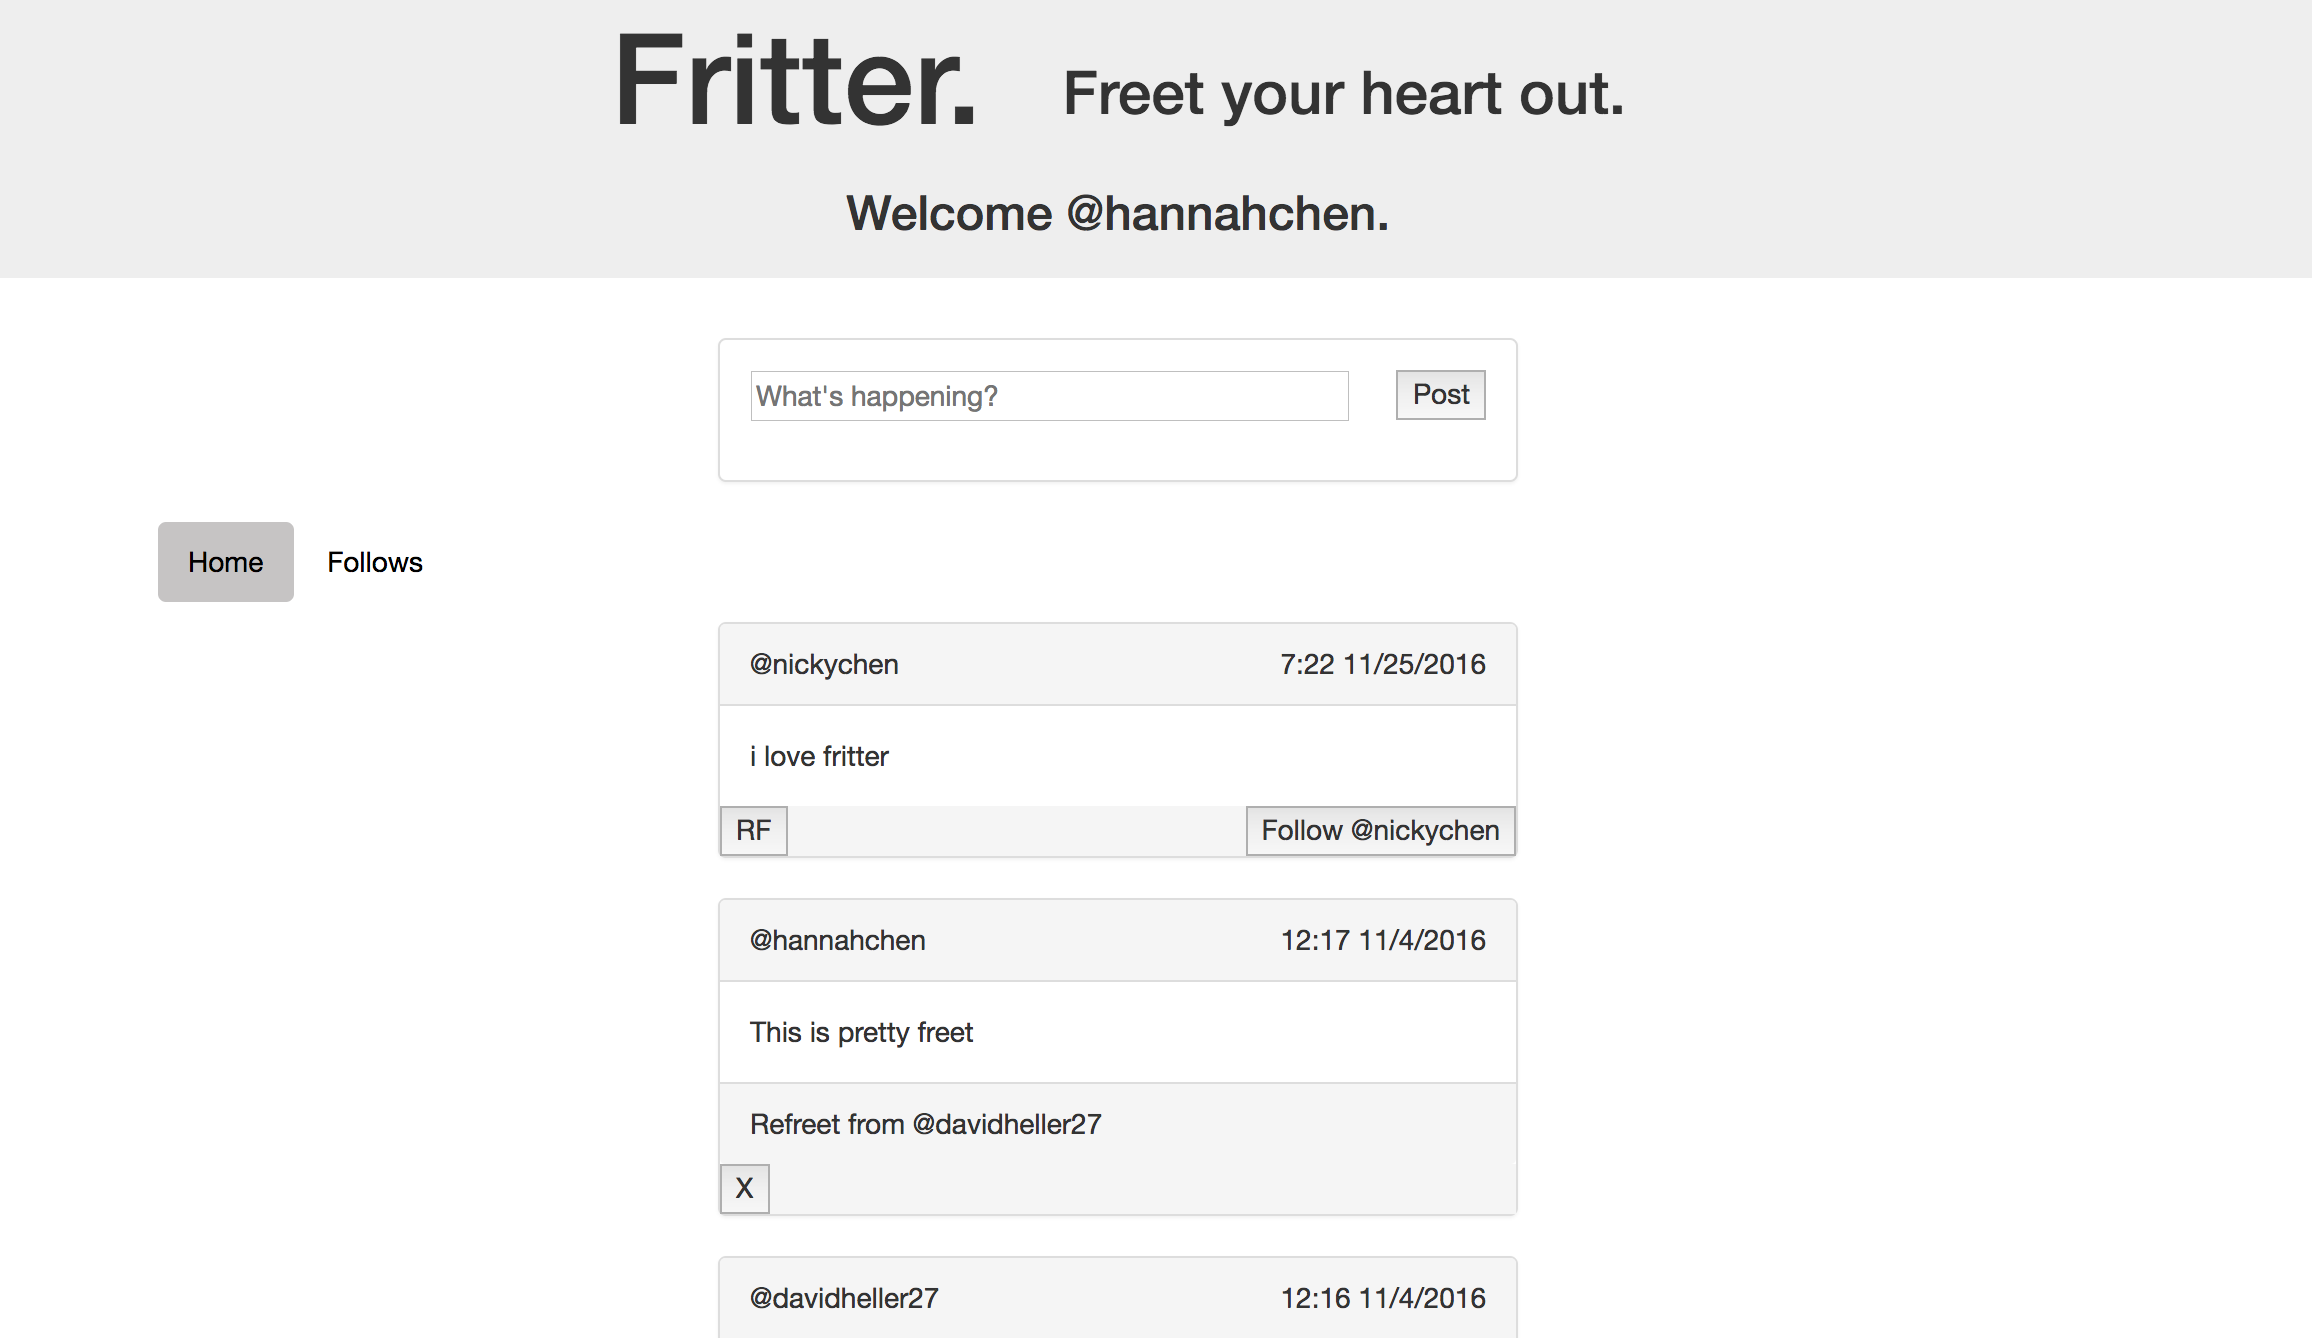 Fritter. Freet your heart out.
Welcome @hannahchen.
What's happening? Post
Home Follows
@nickychen 7:22 11/25/2016
i love fritter
RF Follow @nickychen
@hannahchen 12:17 11/4/2016
This is pretty freet
Refreet from @davidheller27
X
@davidheller27 12:16 11/4/2016